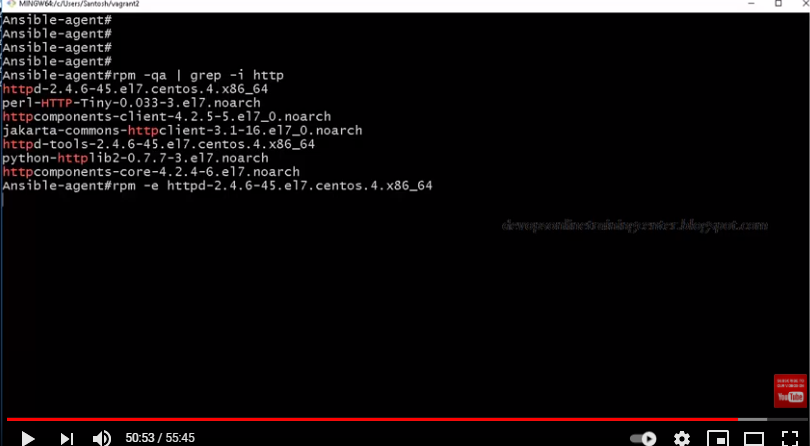 MINGW64:/c/Users/Santosh/vagrant2
Ansible-agent#
Ansible-agent#
Ansible-agent#
Ansible-agent#
Ansible-agent#rpm -qa | grep -i http
httpd-2.4.6-45.el7.centos.4.x86_64
perl-HTTP-Tiny-0.033-3.el7.noarch
httpcomponents-client-4.2.5-5.el7_0.noarch
jakarta-commons-httpclient-3.1-16.el7_0.noarch
httpd-tools-2.4.6-45.el7.centos.4.x86_64
python-httplib2-0.7.7-3.el7.noarch
httpcomponents-core-4.2.4-6.el7.noarch
Ansible-agent#rpm -e httpd-2.4.6-45.el7.centos.4.x86_64
devopsonlinetrainingcenter.blogspot.com
YouTube
50:53 / 55:45